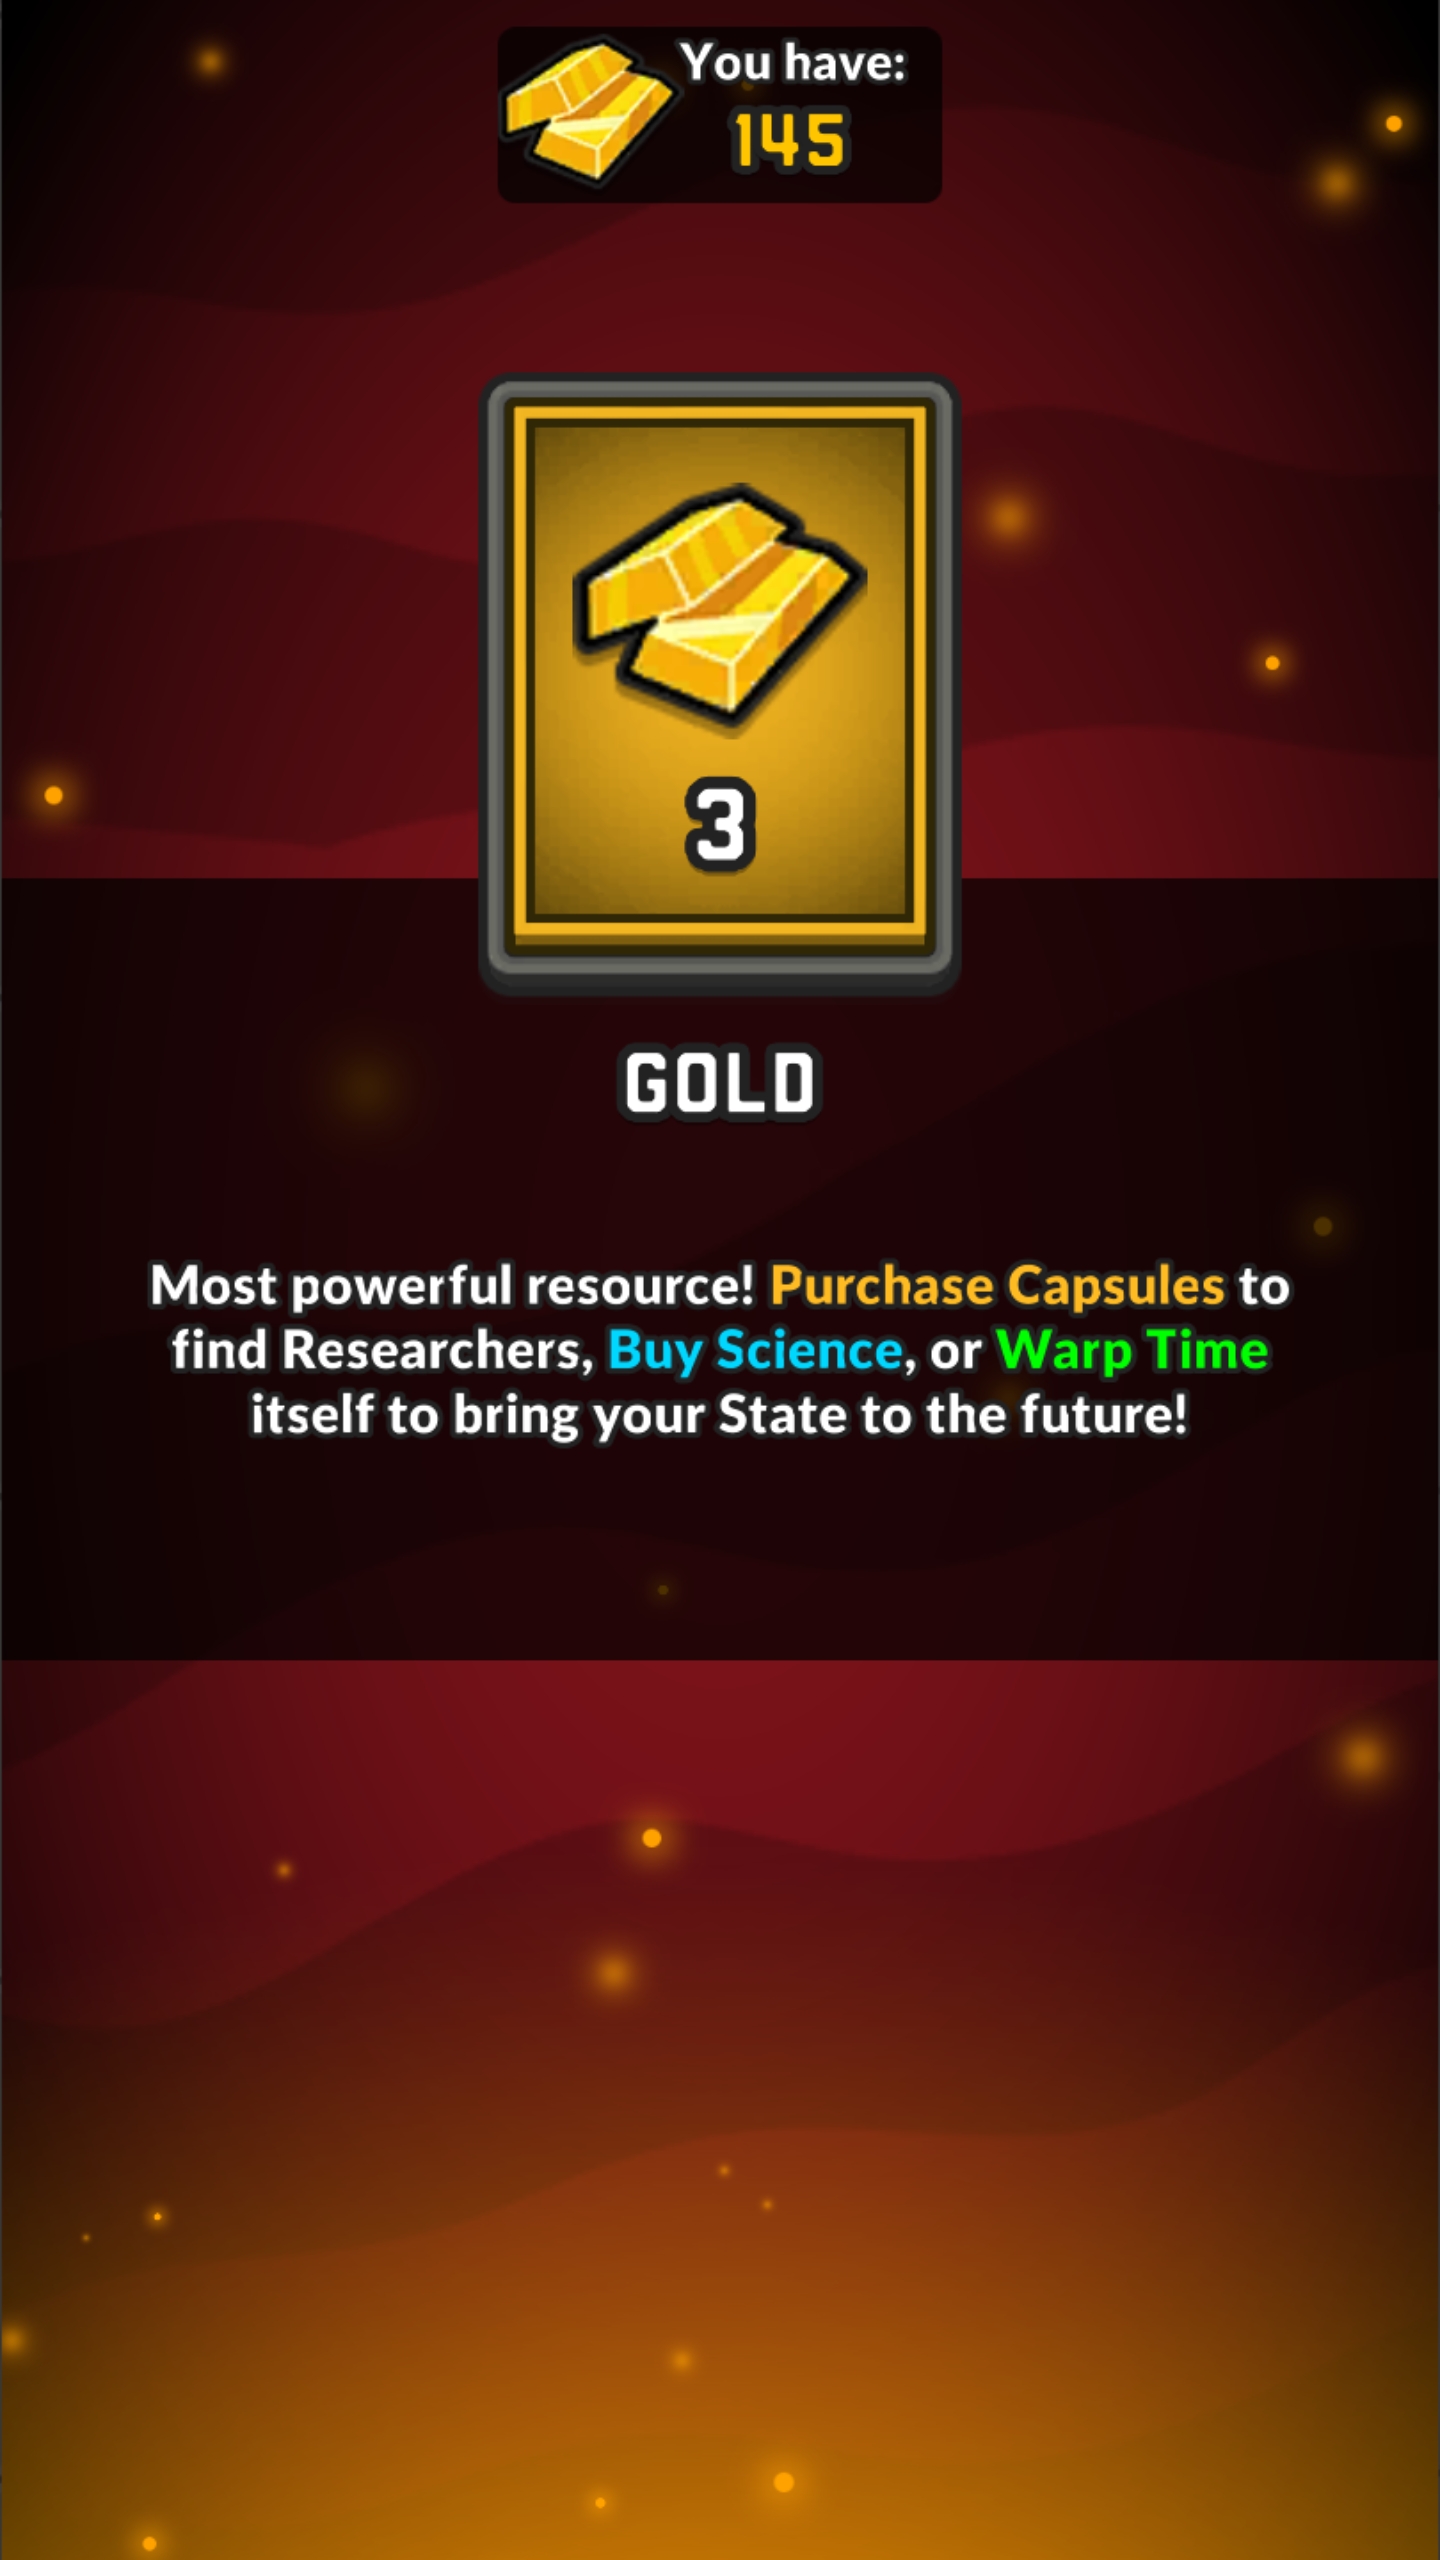 You have:
145
3
GOLD
Most powerful resource! Purchase Capsules to
find Researchers, Buy Science, or Warp Time
itself to bring your State to the future!